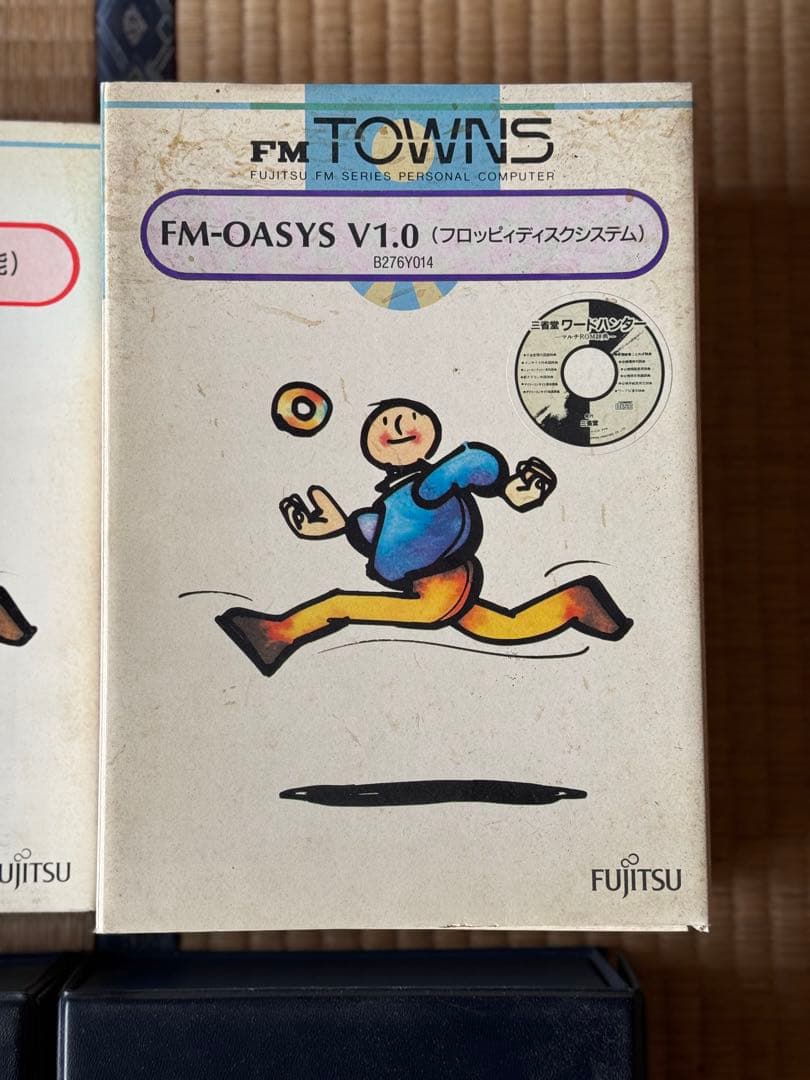 FM TOWNS
FUJITSU FM SERIES PERSONAL COMPUTER
FM-OASYS V1.0 (フロッピィディスクシステム)
B276Y014
三省堂 ワードハンター
―マルチROM辞典―
三省堂
FUJITSU
能)
UJITSU